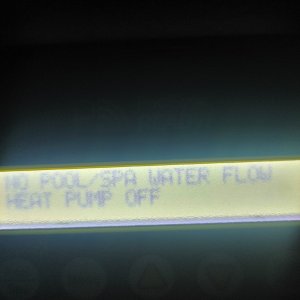 NO POOL/SPA WATER FLOW
HEAT PUMP OFF